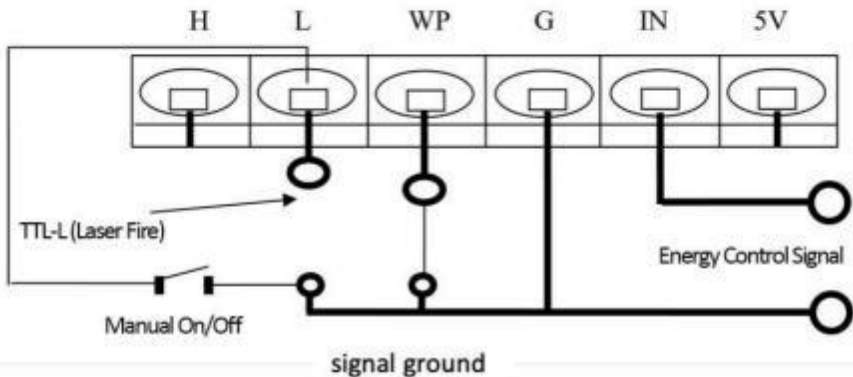 H L WP G IN 5V
TTL-L (Laser Fire)
Energy Control Signal
Manual On/Off
signal ground